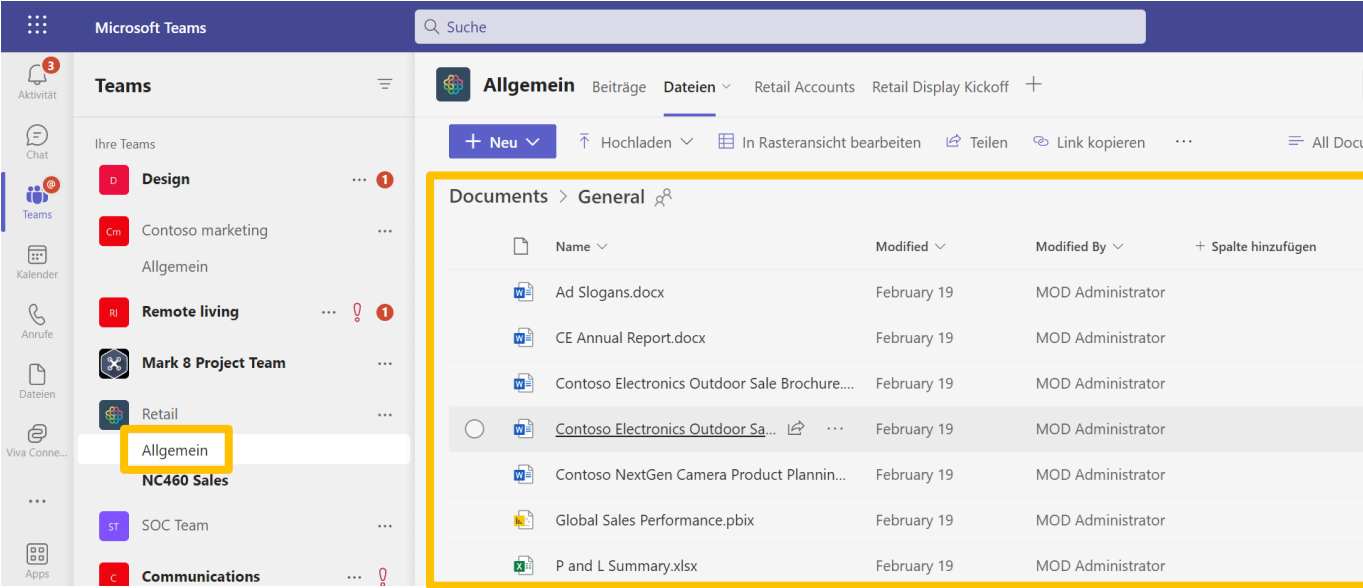 Microsoft Teams
Suche
3
Aktivität
Chat
@
Teams
Kalender
Anrufe
Dateien
Viva Conne...
Apps
Teams
Ihre Teams
D Design ... 1
Cm Contoso marketing ...
Allgemein
RI Remote living ... 1
Mark 8 Project Team ...
Retail ...
Allgemein
NC460 Sales
ST SOC Team ...
C Communications ...
Allgemein Beiträge Dateien Retail Accounts Retail Display Kickoff +
+ Neu Hochladen In Rasteransicht bearbeiten Teilen Link kopieren ... All Docu
Documents > General
Name Modified Modified By + Spalte hinzufügen
Ad Slogans.docx February 19 MOD Administrator
CE Annual Report.docx February 19 MOD Administrator
Contoso Electronics Outdoor Sale Brochure.... February 19 MOD Administrator
Contoso Electronics Outdoor Sa... ... February 19 MOD Administrator
Contoso NextGen Camera Product Plannin... February 19 MOD Administrator
Global Sales Performance.pbix February 19 MOD Administrator
P and L Summary.xlsx February 19 MOD Administrator